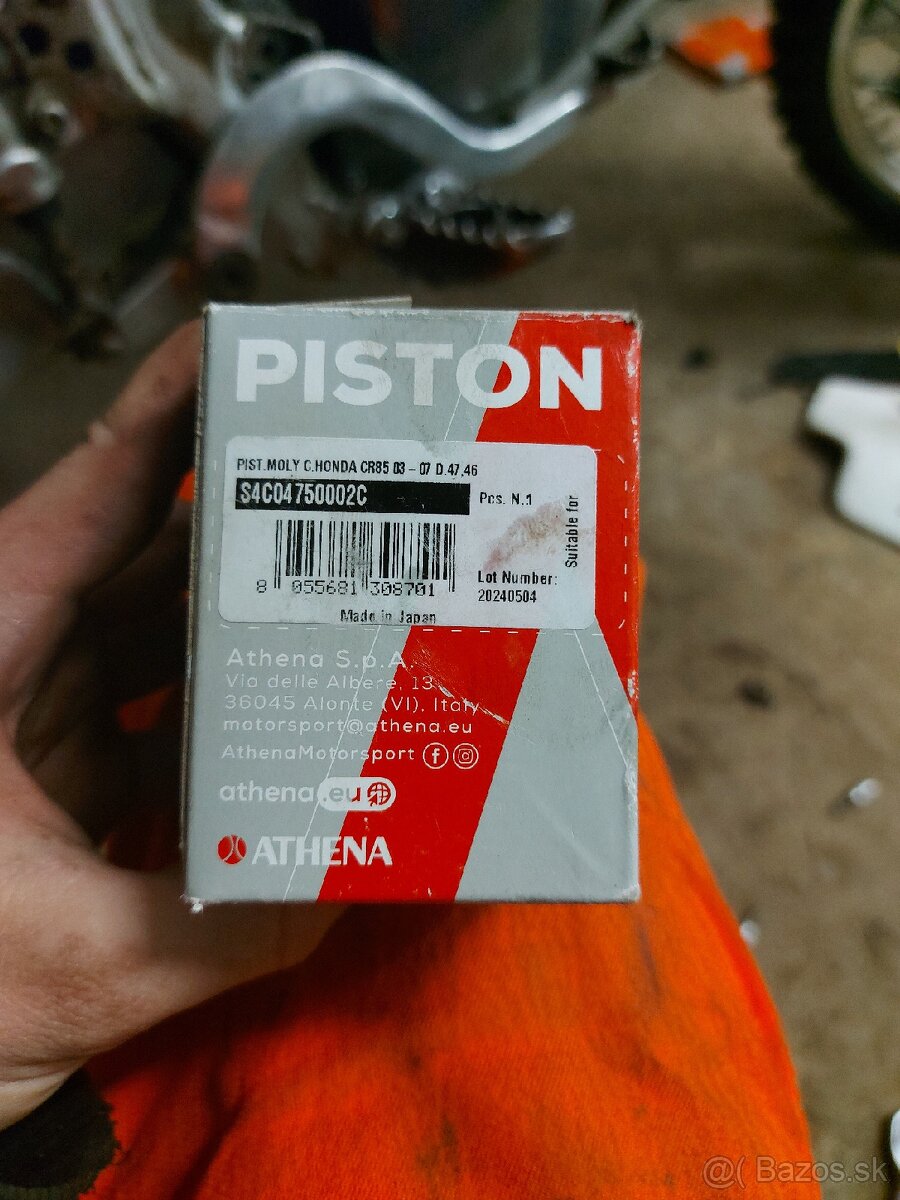 PISTON
PIST.MOLY C.HONDA CR85 03 - 07 D.47,46
S4C04750002C
Pcs. N.1
Suitable for
8 055681 308701
Lot Number:
20240504
Made in Japan
Athena S.p.A.
Via delle Albere, 13
36045 Alonte (VI), Italy
motorsport@athena.eu
AthenaMotorsport
athena.eu
ATHENA
@( Bazos.sk